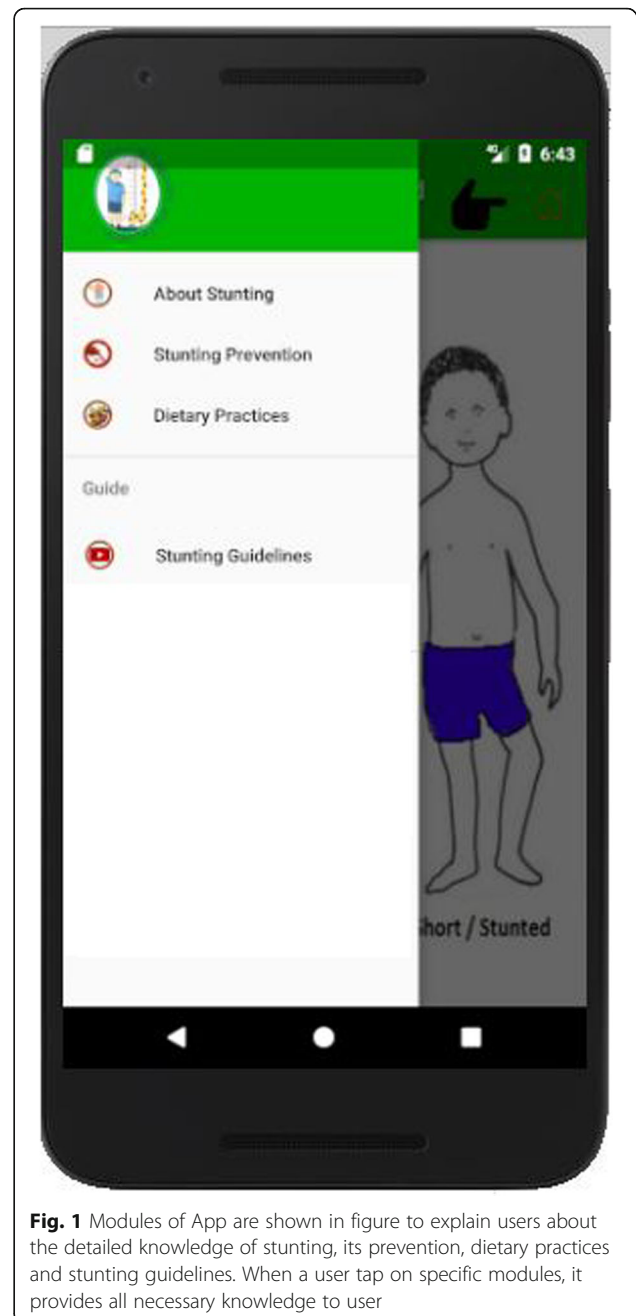 4G 6:43
About Stunting
Stunting Prevention
Dietary Practices
Guide
Stunting Guidelines
Short / Stunted
Fig. 1 Modules of App are shown in figure to explain users about
the detailed knowledge of stunting, its prevention, dietary practices
and stunting guidelines. When a user tap on specific modules, it
provides all necessary knowledge to user